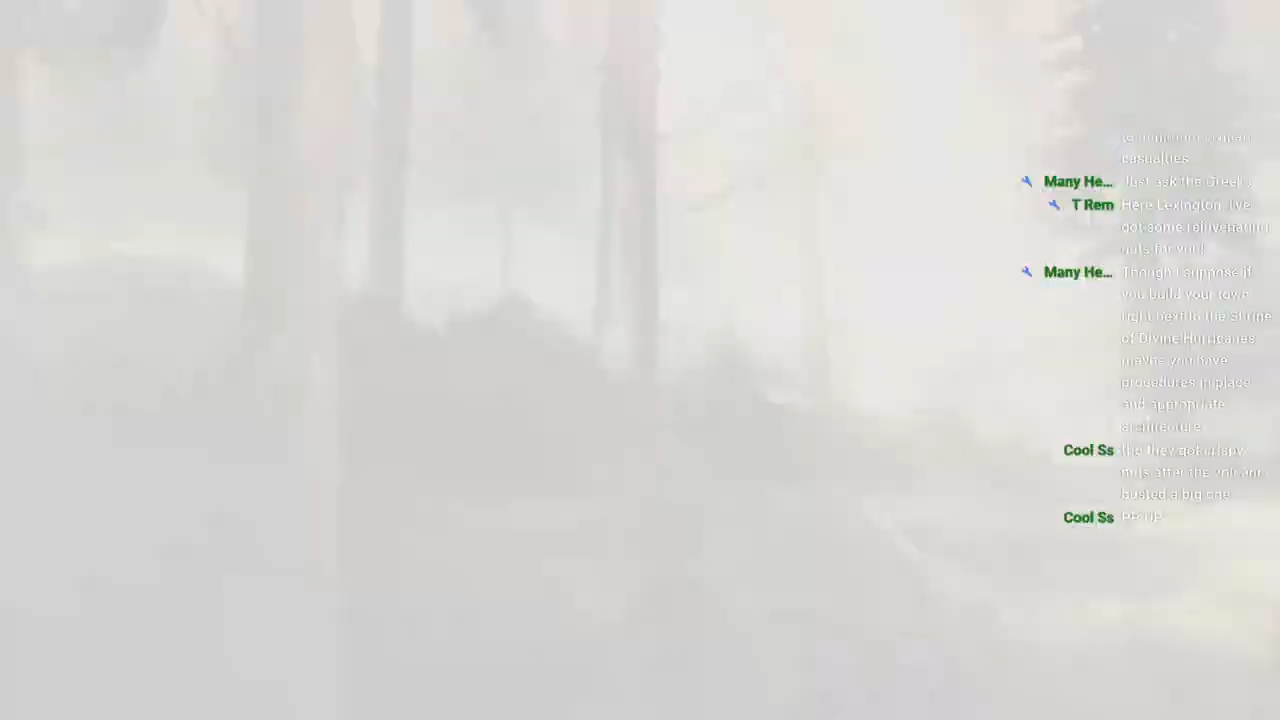 casualties
Many He... Just ask the Greeks
T Rem Here Lexington, I've
got some rejuvenating
nuts for you!
Many He... Though I suppose if
you build your town
right next to the Shrine
of Divine Hurricanes
maybe you have
procedures in place
and appropriate
architecture
Cool Ss they got crispy
nuts after the volcano
busted a big one
Cool Ss